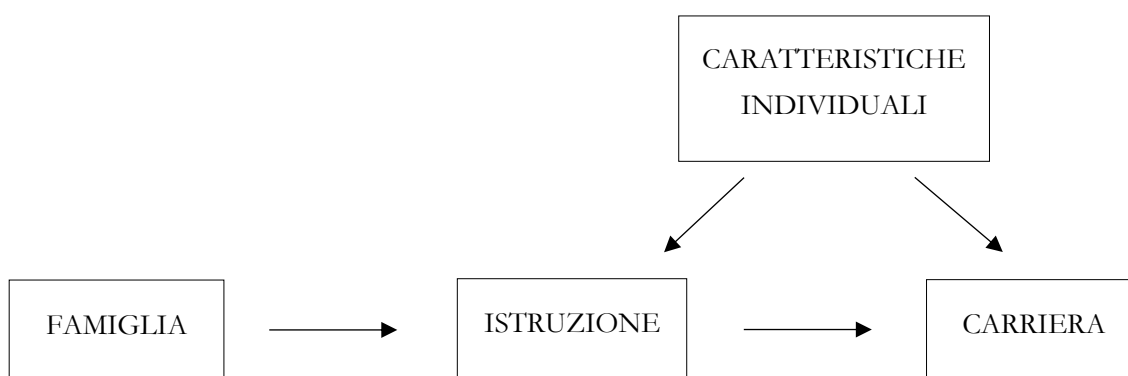 CARATTERISTICHE
INDIVIDUALI
FAMIGLIA
ISTRUZIONE
CARRIERA